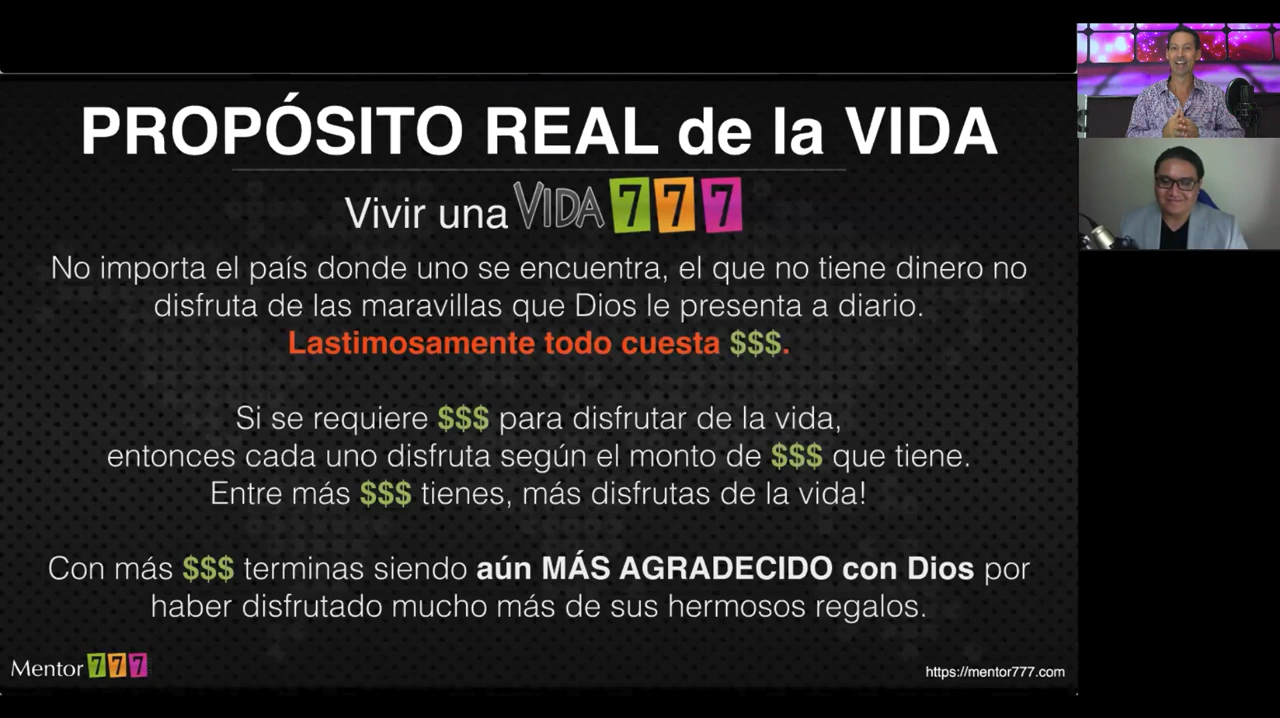 PROPÓSITO REAL de la VIDA
Vivir una VIDA 777
No importa el país donde uno se encuentra, el que no tiene dinero no
disfruta de las maravillas que Dios le presenta a diario.
Lastimosamente todo cuesta $$$.
Si se requiere $$$ para disfrutar de la vida,
entonces cada uno disfruta según el monto de $$$ que tiene.
Entre más $$$ tienes, más disfrutas de la vida!
Con más $$$ terminas siendo aún MÁS AGRADECIDO con Dios por
haber disfrutado mucho más de sus hermosos regalos.
Mentor 777
https://mentor777.com